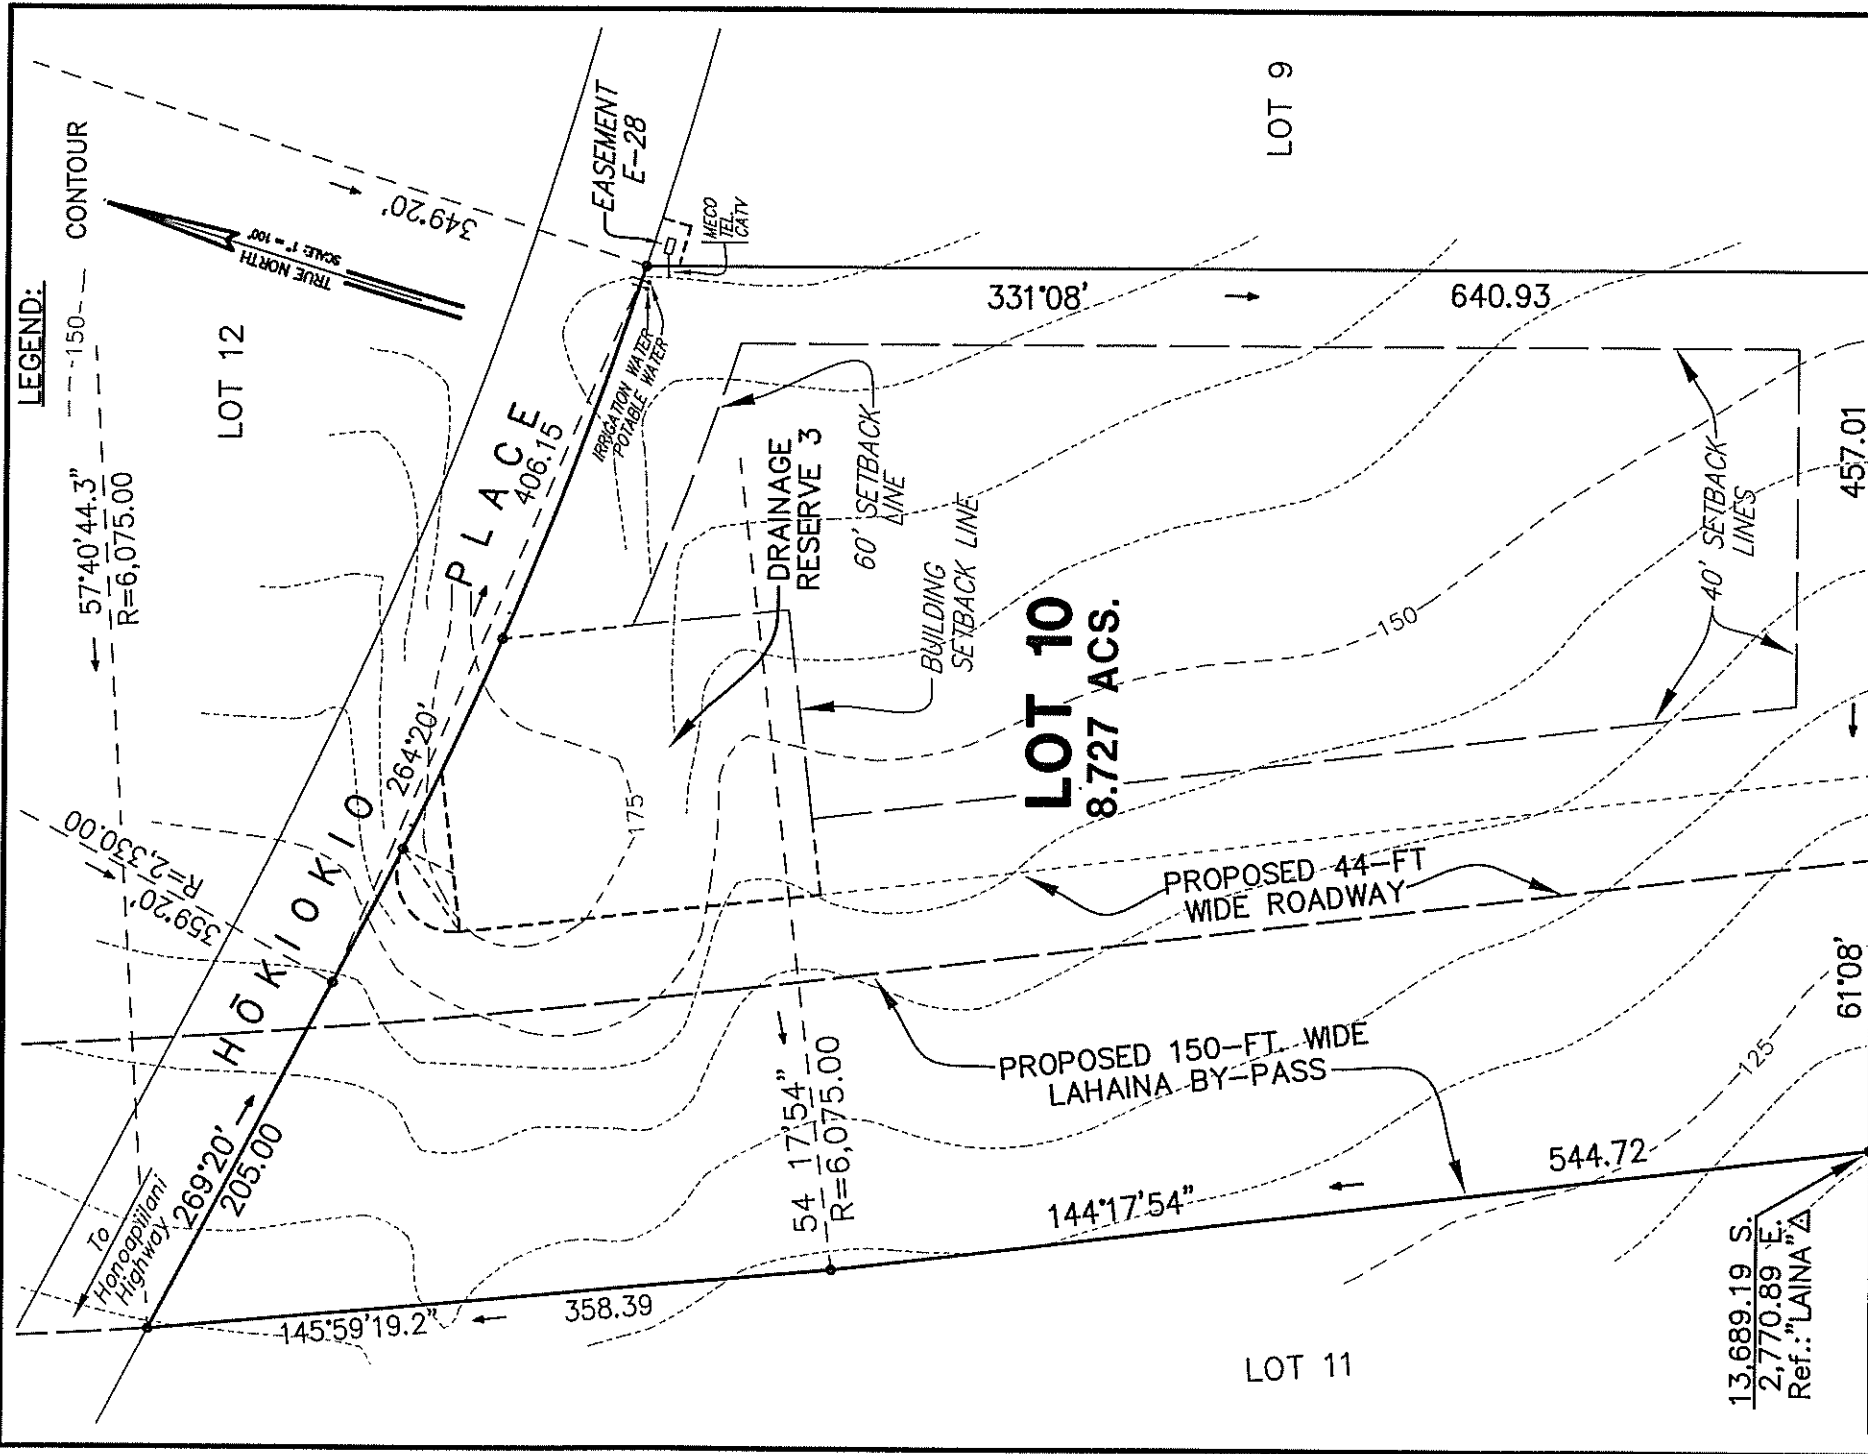 LEGEND:
---150--- CONTOUR
57°40'44.3"
R=6,075.00
LOT 12
TRUE NORTH
SCALE: 1" = 100'
349°20'
EASEMENT
E-28
MECO
TEL.
CATV
LOT 9
359°20'
R=2,330.00
HŌKIOKIO PLACE
264°20'
406.15
IRRIGATION WATER
POTABLE WATER
331°08'
640.93
60' SETBACK
LINE
DRAINAGE
RESERVE 3
BUILDING
SETBACK LINE
40' SETBACK
LINES
457.01
LOT 10
8.727 ACS.
175
150
PROPOSED 44-FT
WIDE ROADWAY
61°08'
To
Honoapiilani
Highway
269°20'
205.00
54 17'54"
R=6,075.00
PROPOSED 150-FT. WIDE
LAHAINA BY-PASS
125
145°59'19.2"
358.39
144°17'54"
544.72
LOT 11
13,689.19 S.
2,770.89 E.
Ref.: "LAINA" △